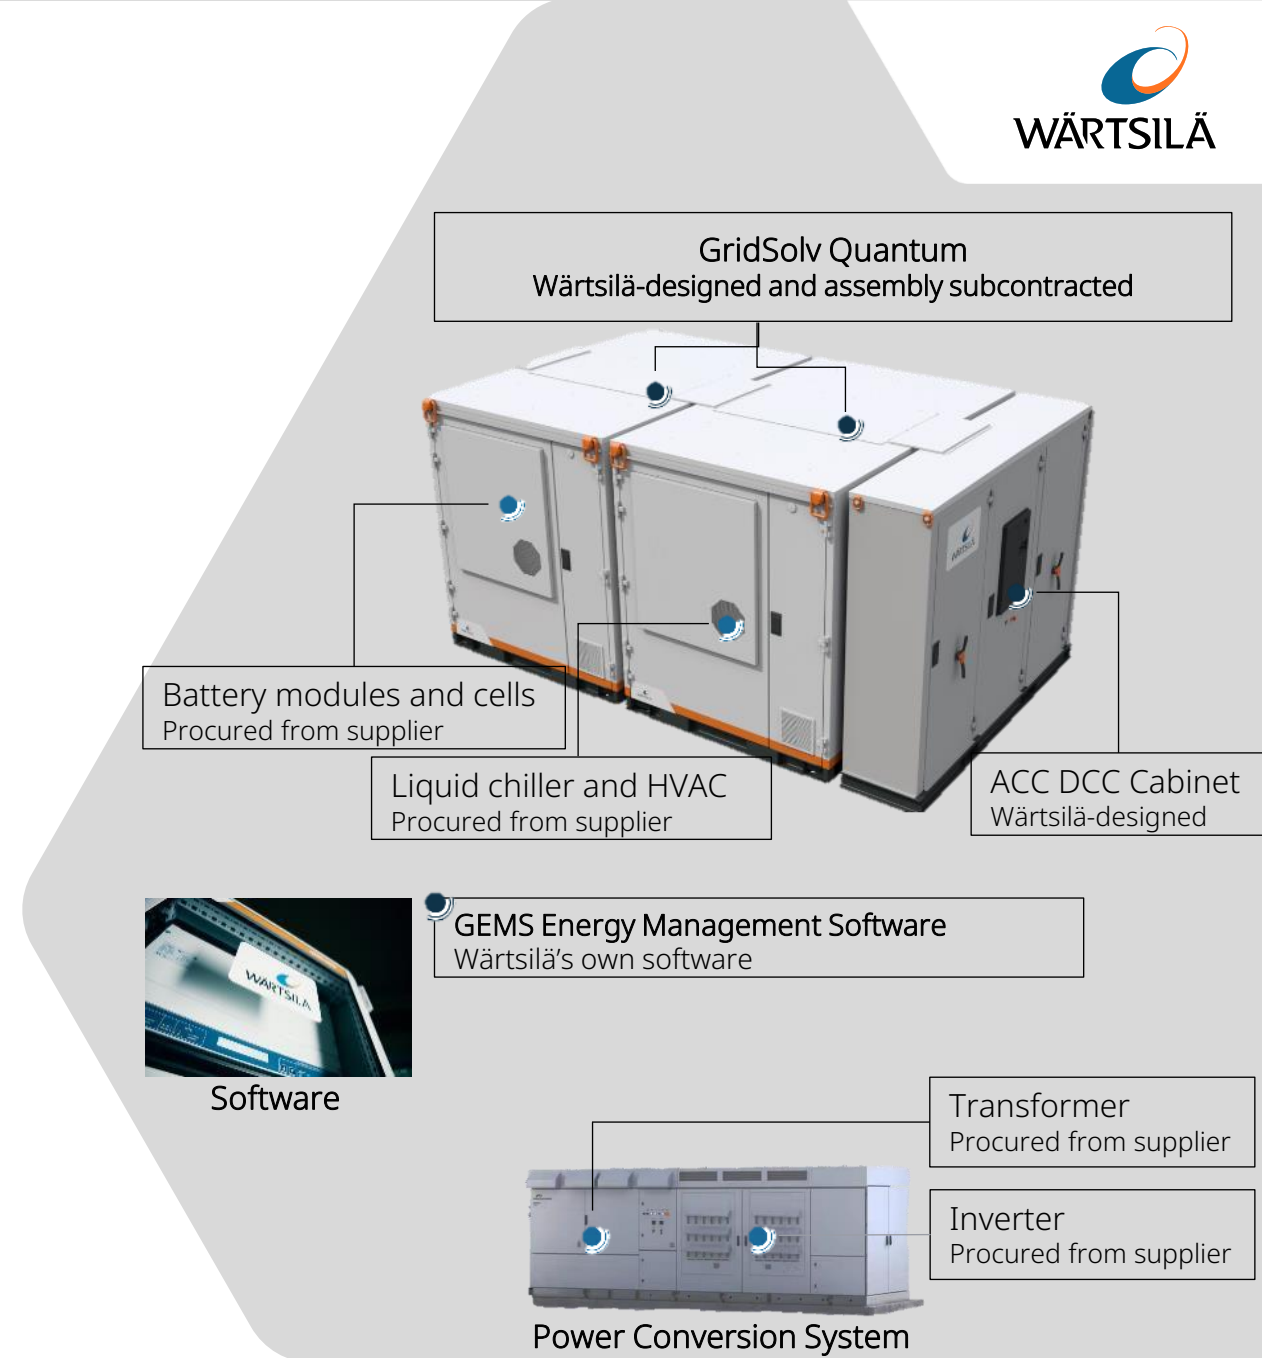 WÄRTSILÄ
GridSolv Quantum
Wärtsilä-designed and assembly subcontracted
WÄRTSILÄ
Battery modules and cells
Procured from supplier
Liquid chiller and HVAC
Procured from supplier
ACC DCC Cabinet
Wärtsilä-designed
GEMS Energy Management Software
Wärtsilä’s own software
WÄRTSILÄ
Software
Transformer
Procured from supplier
Inverter
Procured from supplier
Power Conversion System